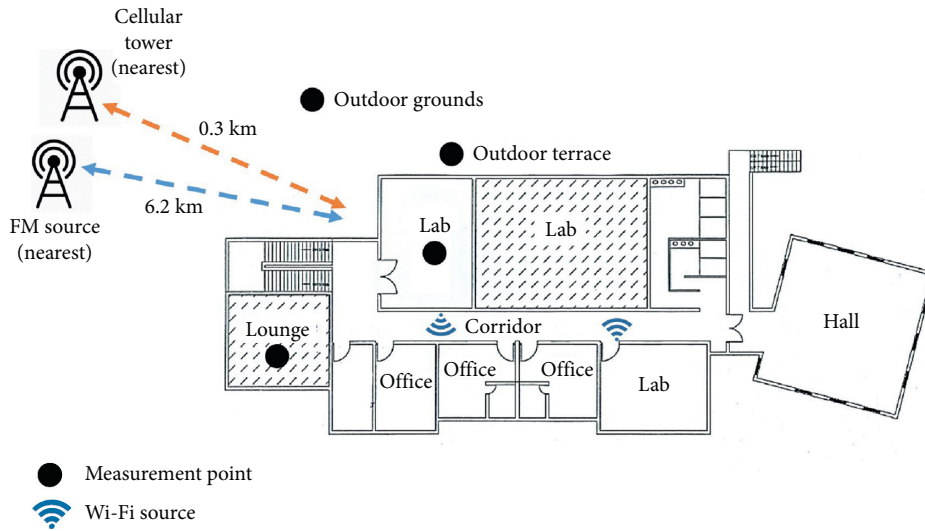 Cellular
tower
(nearest)
Outdoor grounds
0.3 km
Outdoor terrace
6.2 km
FM source
(nearest)
Lab
Lab
Lounge
Corridor
Hall
Office
Office
Office
Lab
Measurement point
Wi-Fi source